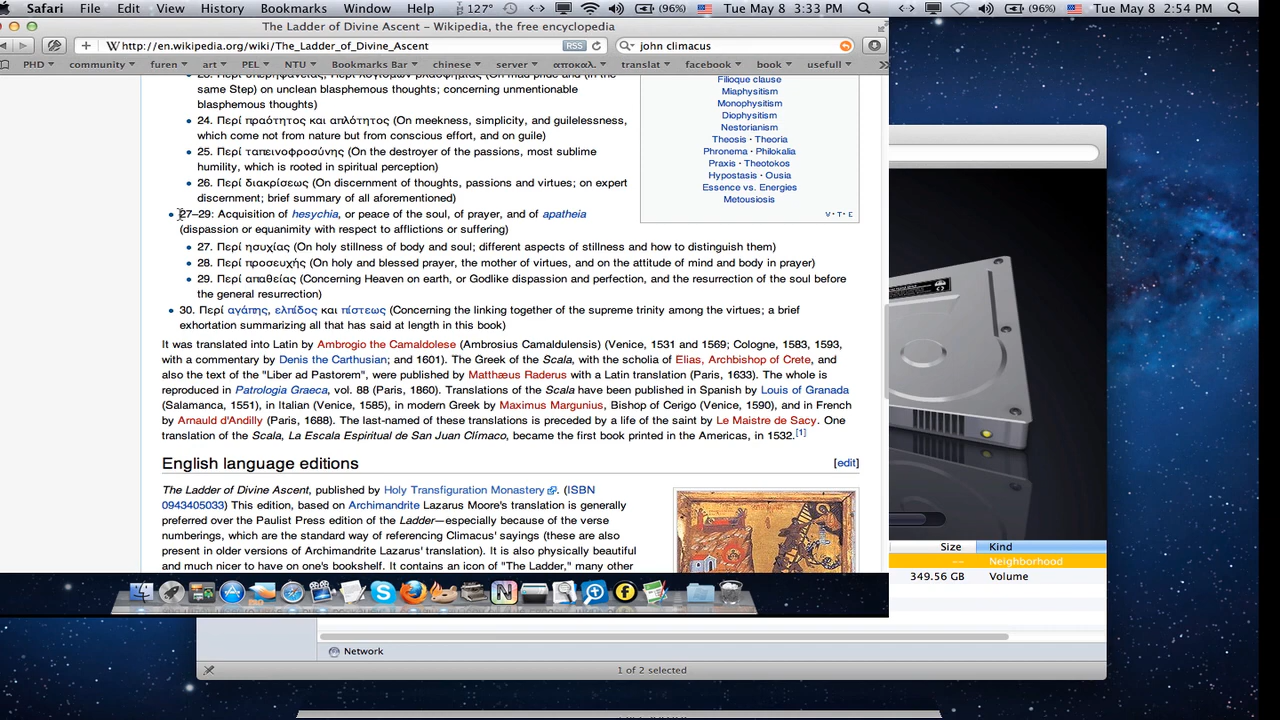 Safari File Edit View History Bookmarks Window Help 127° (96%) Tue May 8 3:33 PM
(96%) Tue May 8 2:54 PM
The Ladder of Divine Ascent – Wikipedia, the free encyclopedia
http://en.wikipedia.org/wiki/The_Ladder_of_Divine_Ascent RSS john climacus
PHD community furen art PEL NTU Bookmarks Bar chinese server αποκαλ. translat facebook book usefull
same Step) on unclean blasphemous thoughts; concerning unmentionable
blasphemous thoughts)
24. Περί πραότητος και απλότητος (On meekness, simplicity, and guilelessness,
which come not from nature but from conscious effort, and on guile)
25. Περί ταπεινοφροσύνης (On the destroyer of the passions, most sublime
humility, which is rooted in spiritual perception)
26. Περί διακρίσεως (On discernment of thoughts, passions and virtues; on expert
discernment; brief summary of all aforementioned)
27–29: Acquisition of hesychia, or peace of the soul, of prayer, and of apatheia
(dispassion or equanimity with respect to afflictions or suffering)
27. Περί ησυχίας (On holy stillness of body and soul; different aspects of stillness and how to distinguish them)
28. Περί προσευχής (On holy and blessed prayer, the mother of virtues, and on the attitude of mind and body in prayer)
29. Περί απαθείας (Concerning Heaven on earth, or Godlike dispassion and perfection, and the resurrection of the soul before
the general resurrection)
30. Περί αγάπης, ελπίδος και πίστεως (Concerning the linking together of the supreme trinity among the virtues; a brief
exhortation summarizing all that has said at length in this book)
Filioque clause
Miaphysitism
Monophysitism
Diophysitism
Nestorianism
Theosis · Theoria
Phronema · Philokalia
Praxis · Theotokos
Hypostasis · Ousia
Essence vs. Energies
Metousiosis
V · T · E
It was translated into Latin by Ambrogio the Camaldolese (Ambrosius Camaldulensis) (Venice, 1531 and 1569; Cologne, 1583, 1593,
with a commentary by Denis the Carthusian; and 1601). The Greek of the Scala, with the scholia of Elias, Archbishop of Crete, and
also the text of the "Liber ad Pastorem", were published by Matthæus Raderus with a Latin translation (Paris, 1633). The whole is
reproduced in Patrologia Graeca, vol. 88 (Paris, 1860). Translations of the Scala have been published in Spanish by Louis of Granada
(Salamanca, 1551), in Italian (Venice, 1585), in modern Greek by Maximus Margunius, Bishop of Cerigo (Venice, 1590), and in French
by Arnauld d'Andilly (Paris, 1688). The last-named of these translations is preceded by a life of the saint by Le Maistre de Sacy. One
translation of the Scala, La Escala Espiritual de San Juan Clímaco, became the first book printed in the Americas, in 1532.[1]
English language editions [edit]
The Ladder of Divine Ascent, published by Holy Transfiguration Monastery. (ISBN
0943405033) This edition, based on Archimandrite Lazarus Moore's translation is generally
preferred over the Paulist Press edition of the Ladder—especially because of the verse
numberings, which are the standard way of referencing Climacus' sayings (these are also
present in older versions of Archimandrite Lazarus' translation). It is also physically beautiful
and much nicer to have on one's bookshelf. It contains an icon of "The Ladder," many other
Size Kind
-- Neighborhood
349.56 GB Volume
Network
1 of 2 selected